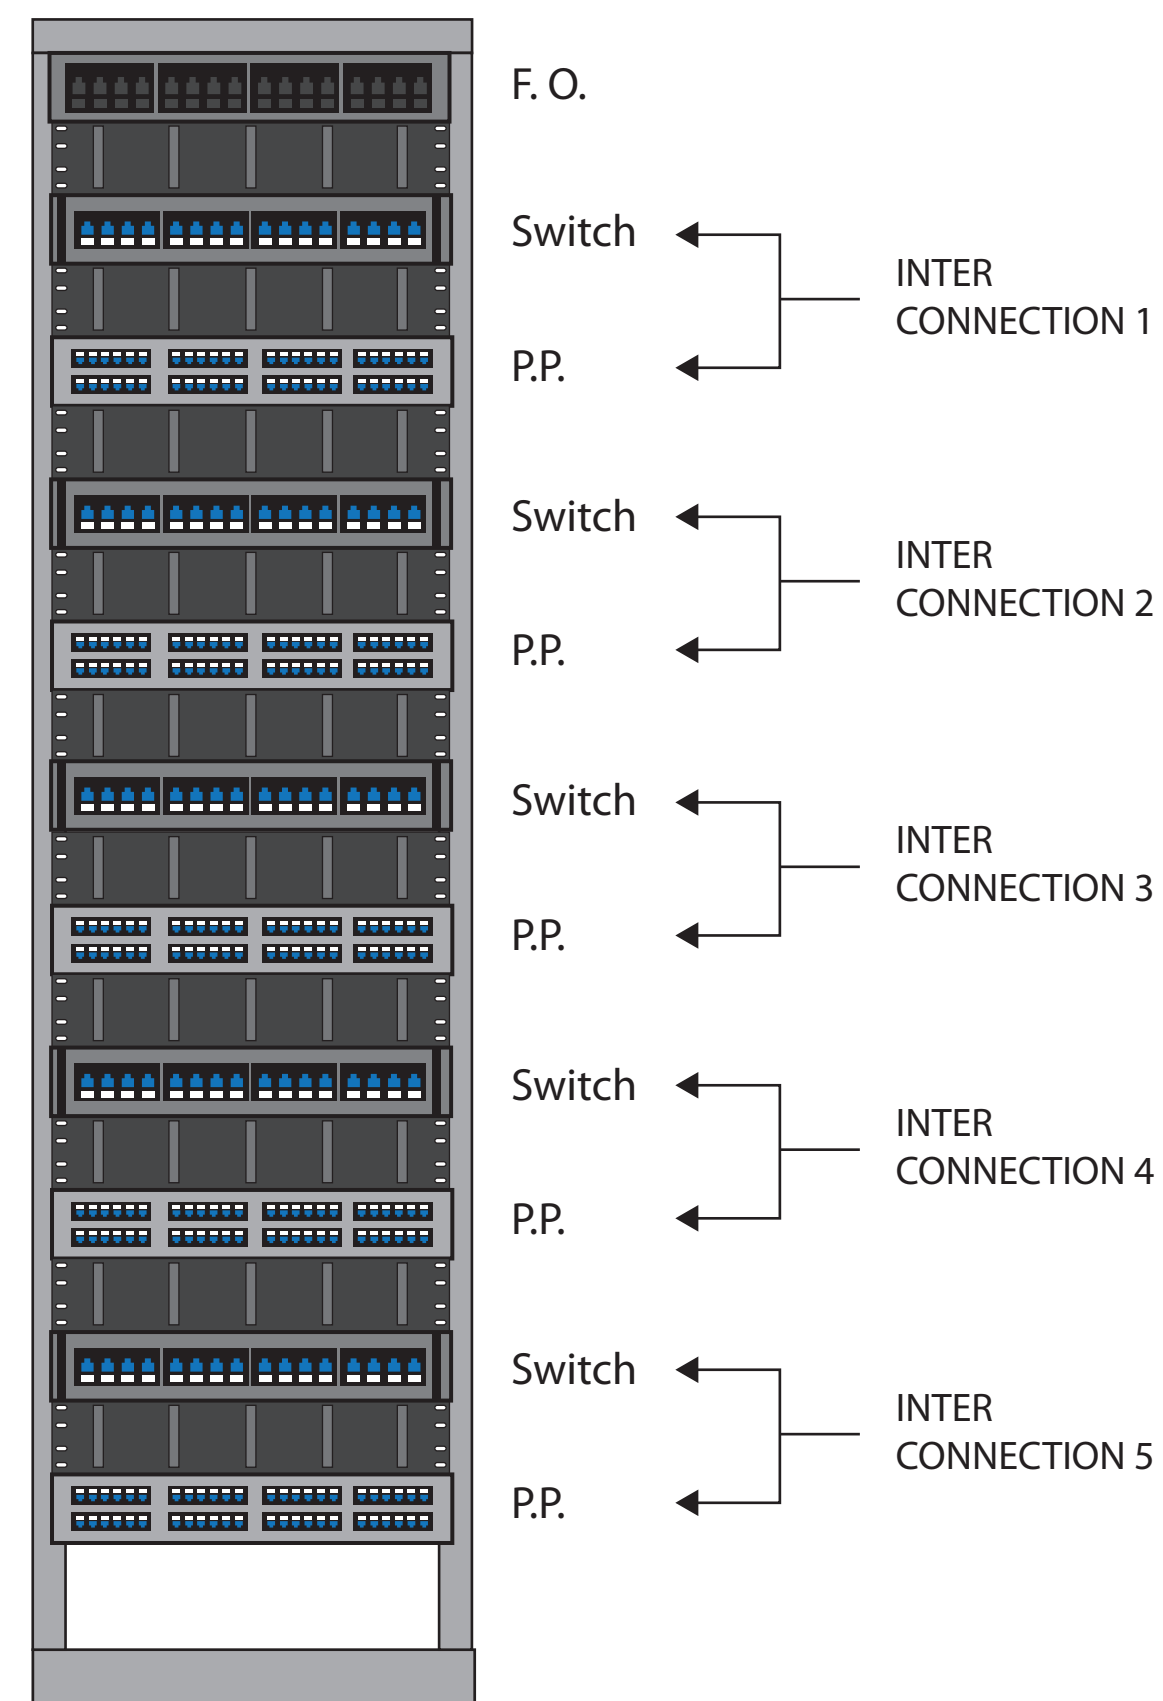 F. O.
Switch
INTER
CONNECTION 1
P.P.
Switch
INTER
CONNECTION 2
P.P.
Switch
INTER
CONNECTION 3
P.P.
Switch
INTER
CONNECTION 4
P.P.
Switch
INTER
CONNECTION 5
P.P.